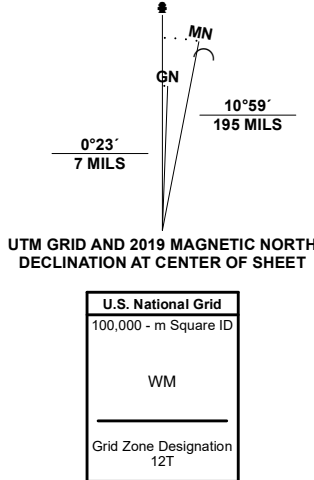 MN
GN
0°23´
7 MILS
10°59´
195 MILS
UTM GRID AND 2019 MAGNETIC NORTH
DECLINATION AT CENTER OF SHEET
U.S. National Grid
100,000 - m Square ID
WM
Grid Zone Designation
12T